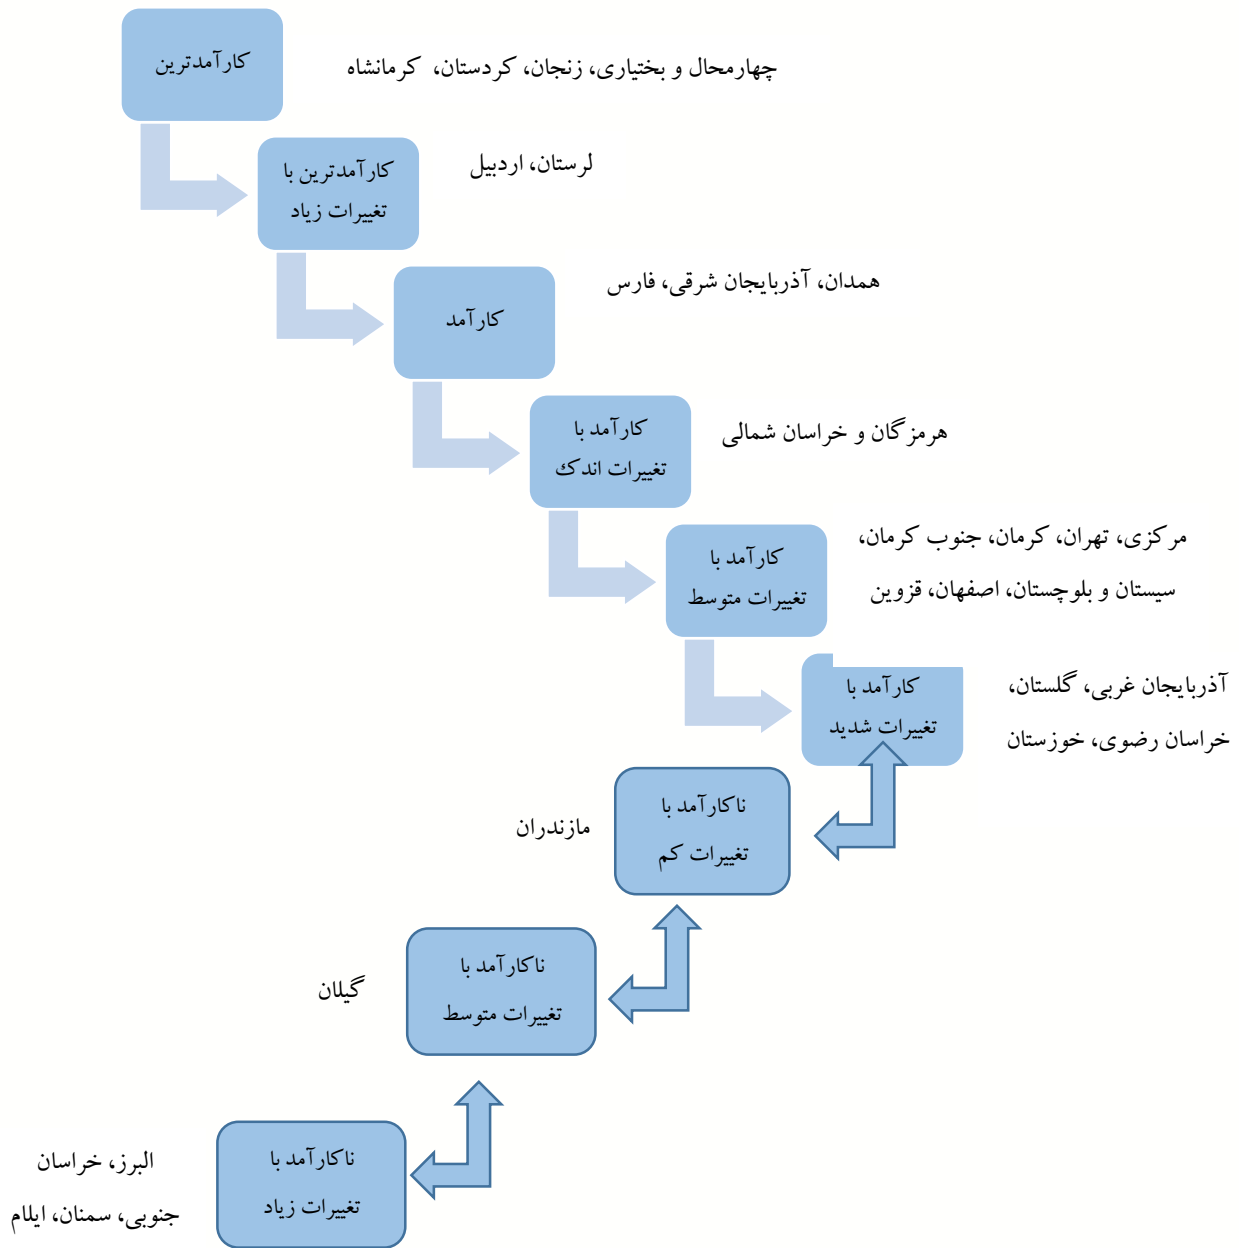 کارآمدترین
چهارمحال و بختیاری، زنجان، کردستان، کرمانشاه
کارآمدترین با
تغییرات زیاد
لرستان، اردبیل
کارآمد
همدان، آذربایجان شرقی، فارس
کارآمد با
تغییرات اندک
هرمزگان و خراسان شمالی
کارآمد با
تغییرات متوسط
مرکزی، تهران، کرمان، جنوب کرمان،
سیستان و بلوچستان، اصفهان، قزوین
کارآمد با
تغییرات شدید
آذربایجان غربی، گلستان،
خراسان رضوی، خوزستان
ناکارآمد با
تغییرات کم
مازندران
ناکارآمد با
تغییرات متوسط
گیلان
ناکارآمد با
تغییرات زیاد
البرز، خراسان
جنوبی، سمنان، ایلام